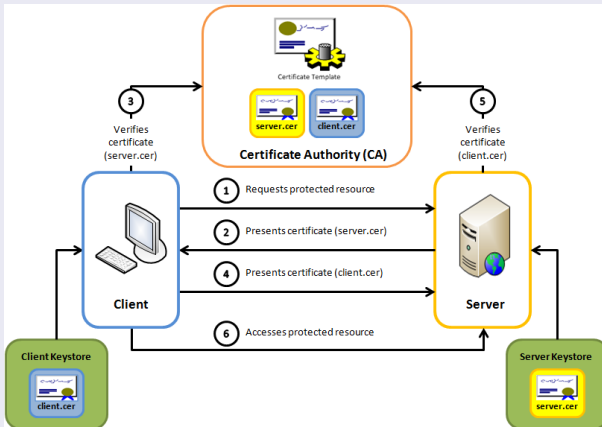 Certificate Template
server.cer
client.cer
Certificate Authority (CA)
3
Verifies
certificate
(server.cer)
5
Verifies
certificate
(client.cer)
1 Requests protected resource
2 Presents certificate (server.cer)
4 Presents certificate (client.cer)
6 Accesses protected resource
Client
Server
Client Keystore
client.cer
Server Keystore
server.cer